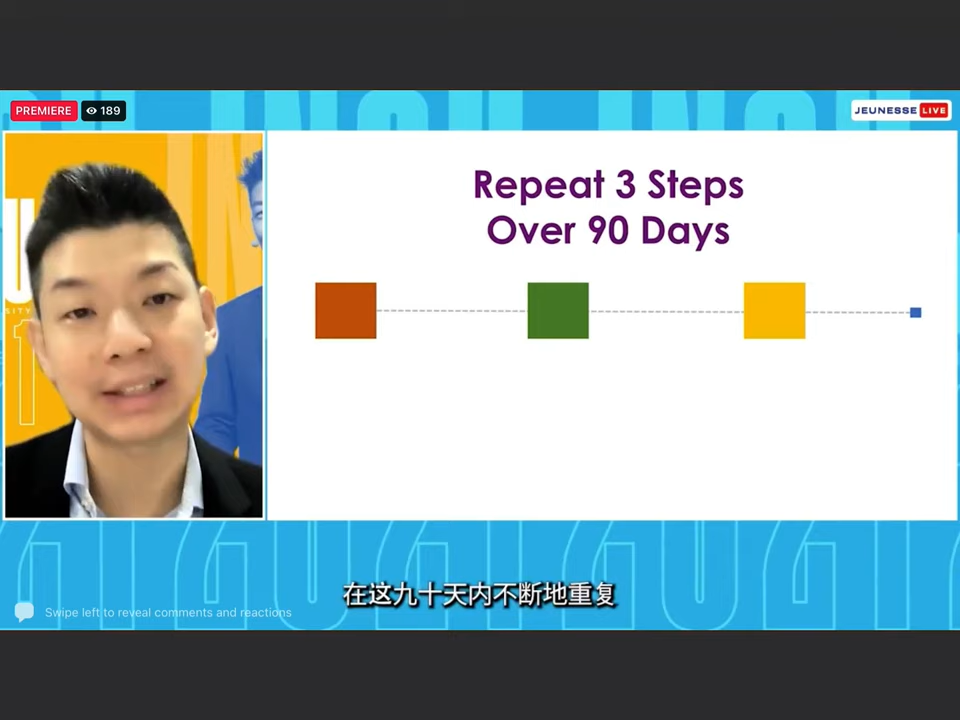 PREMIERE
189
JEUNESSE LIVE
Repeat 3 Steps
Over 90 Days
在这九十天内不断地重复
Swipe left to reveal comments and reactions
2021